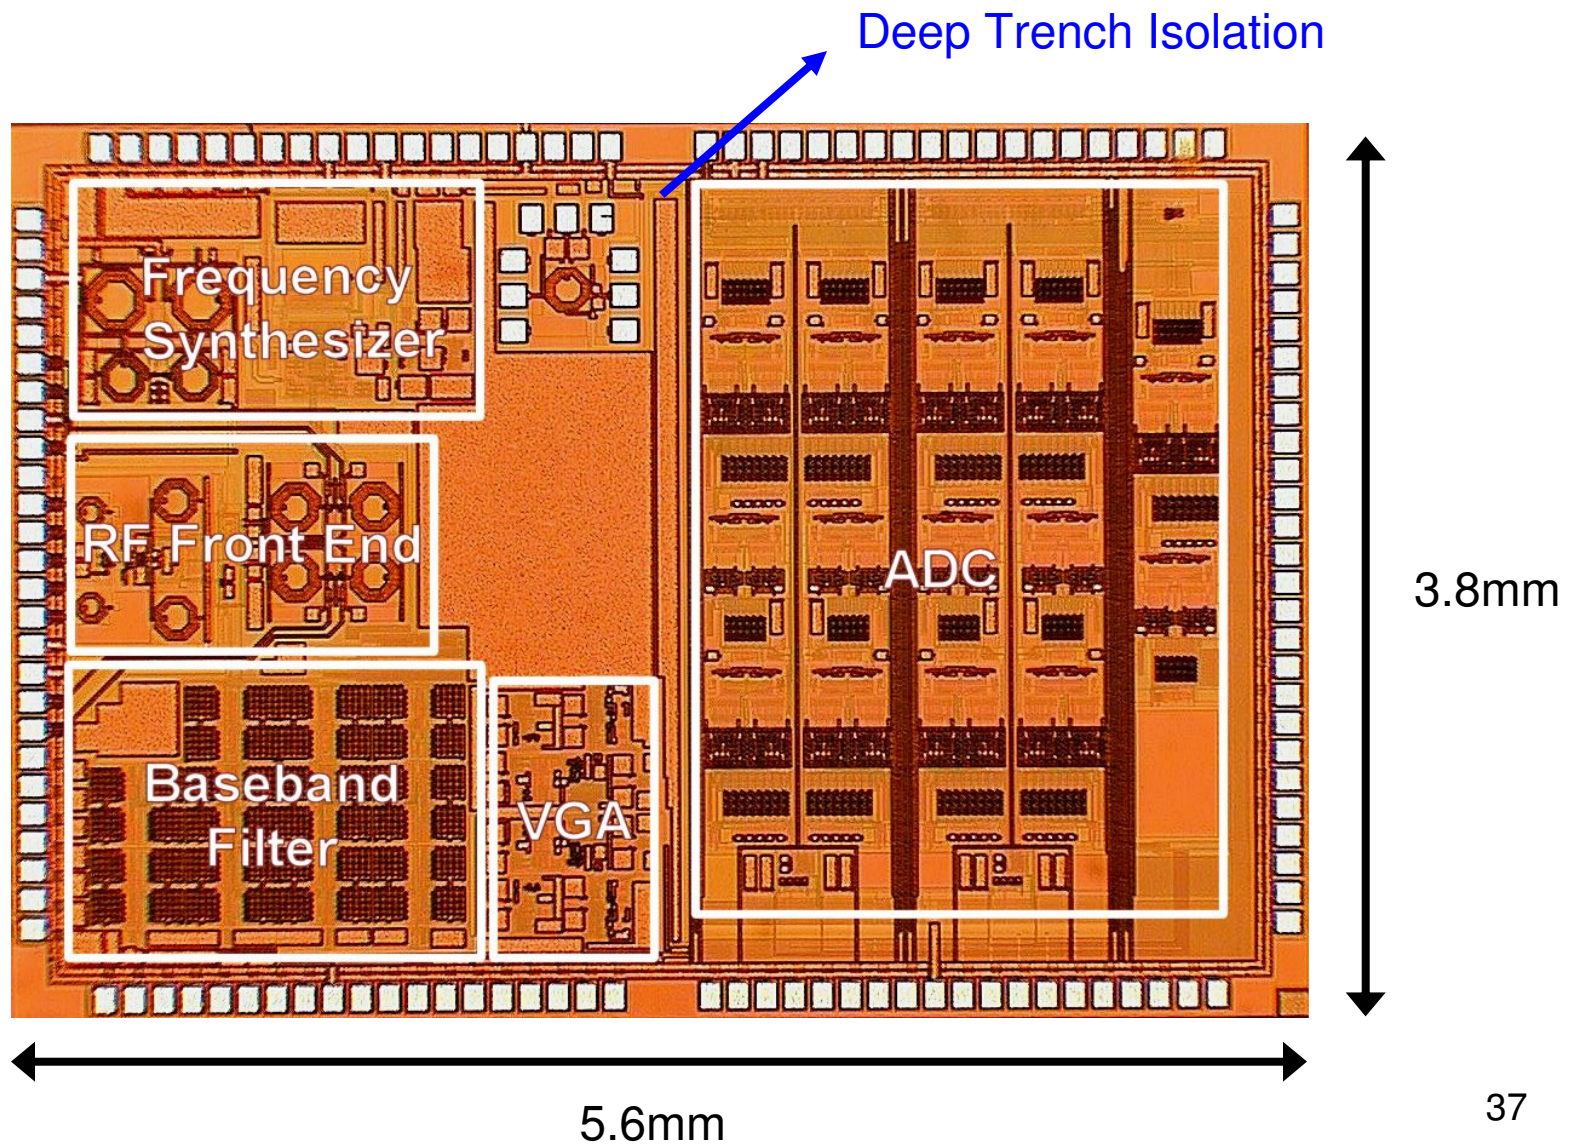 Deep Trench Isolation
Frequency
Synthesizer
RF Front End
ADC
3.8mm
Baseband
Filter
VGA
5.6mm
37